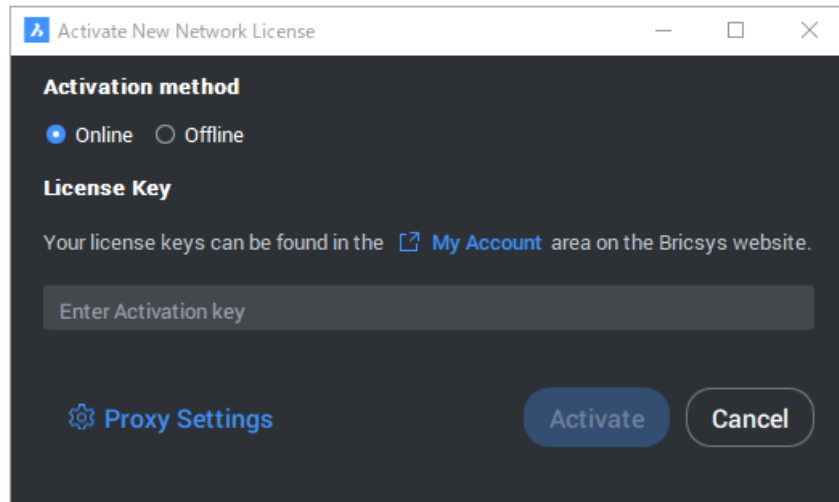 Activate New Network License
Activation method
Online Offline
License Key
Your license keys can be found in the My Account area on the Bricsys website.
Enter Activation key
Proxy Settings Activate Cancel